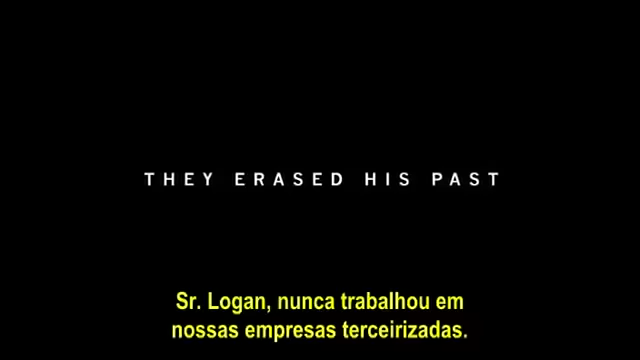 THEY ERASED HIS PAST
Sr. Logan, nunca trabalhou em
nossas empresas terceirizadas.